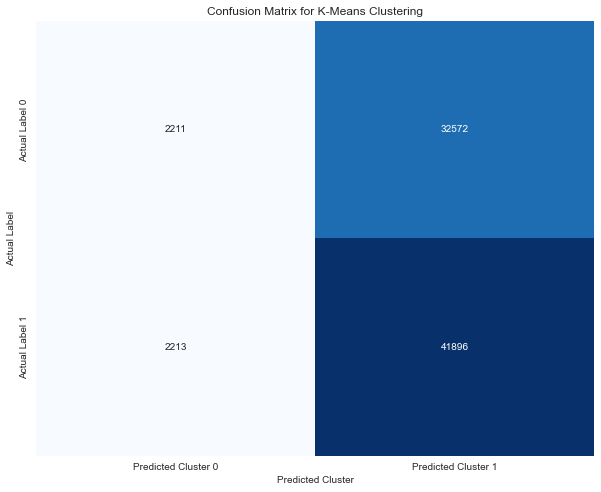 Confusion Matrix for K-Means Clustering
Actual Label
Actual Label 0
2211
32572
Actual Label 1
2213
41896
Predicted Cluster 0
Predicted Cluster 1
Predicted Cluster